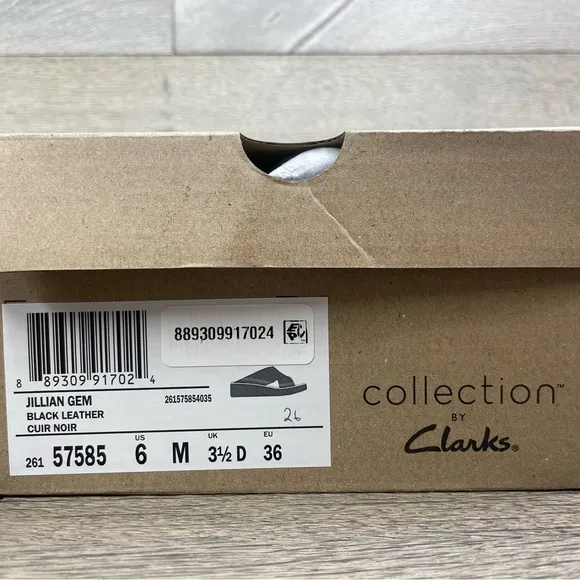 889309917024
8 89309 91702 4
JILLIAN GEM 261575854035
BLACK LEATHER
CUIR NOIR
26
US UK EU
261 57585 6 M 3½ D 36
collection™
BY
Clarks®